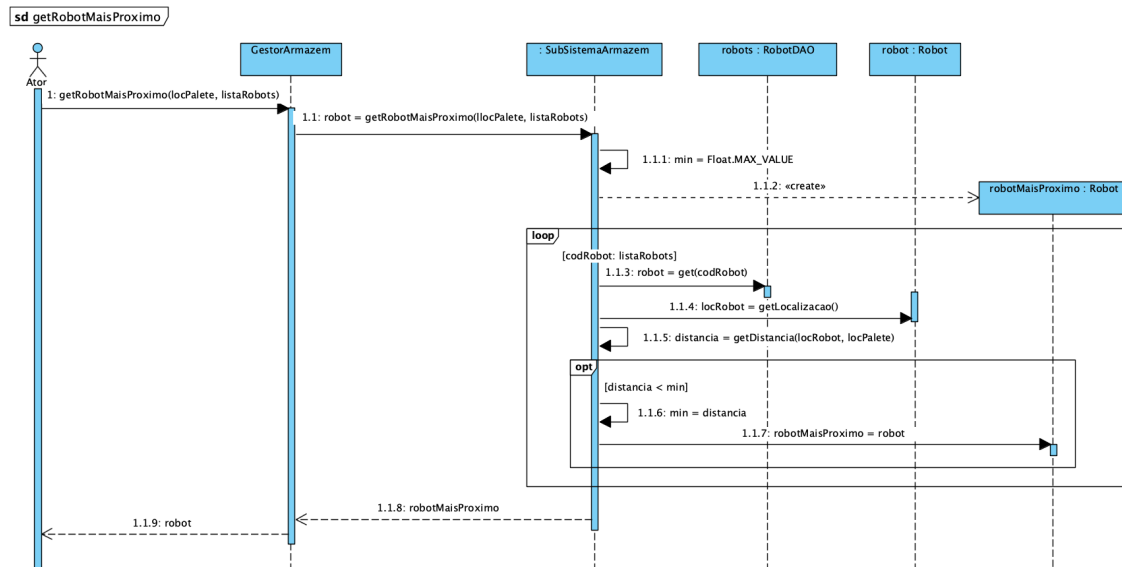 sd getRobotMaisProximo
GestorArmazem
: SubSistemaArmazem
robots : RobotDAO
robot : Robot
Ator
1: getRobotMaisProximo(locPalete, listaRobots)
1.1: robot = getRobotMaisProximo(llocPalete, listaRobots)
1.1.1: min = Float.MAX_VALUE
1.1.2: «create»
robotMaisProximo : Robot
loop
[codRobot: listaRobots]
1.1.3: robot = get(codRobot)
1.1.4: locRobot = getLocalizacao()
1.1.5: distancia = getDistancia(locRobot, locPalete)
opt
[distancia < min]
1.1.6: min = distancia
1.1.7: robotMaisProximo = robot
1.1.8: robotMaisProximo
1.1.9: robot